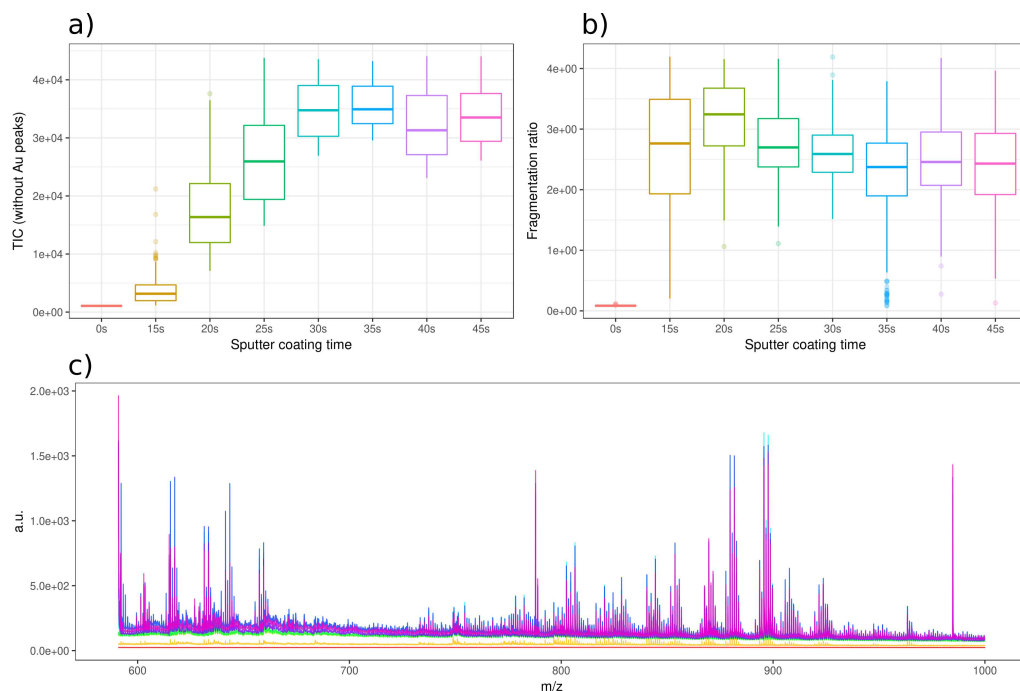 a)
TIC (without Au peaks)
4e+04
3e+04
2e+04
1e+04
0e+00
0s 15s 20s 25s 30s 35s 40s 45s
Sputter coating time
b)
Fragmentation ratio
4e+00
3e+00
2e+00
1e+00
0e+00
0s 15s 20s 25s 30s 35s 40s 45s
Sputter coating time
c)
a.u.
2.0e+03
1.5e+03
1.0e+03
5.0e+02
0.0e+00
600 700 800 900 1000
m/z